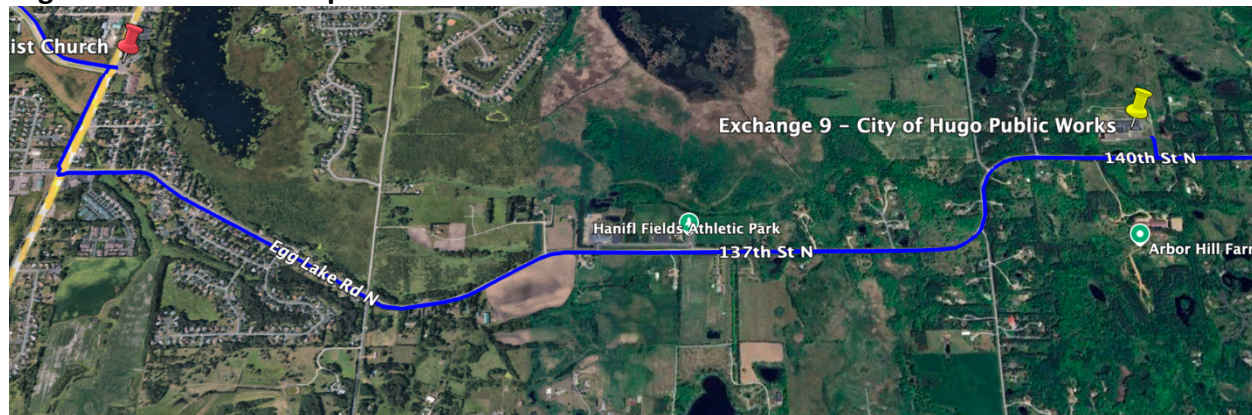 tist Church
Exchange 9 – City of Hugo Public Works
140th St N
Hanifl Fields Athletic Park
137th St N
Arbor Hill Farm
Egg Lake Rd N